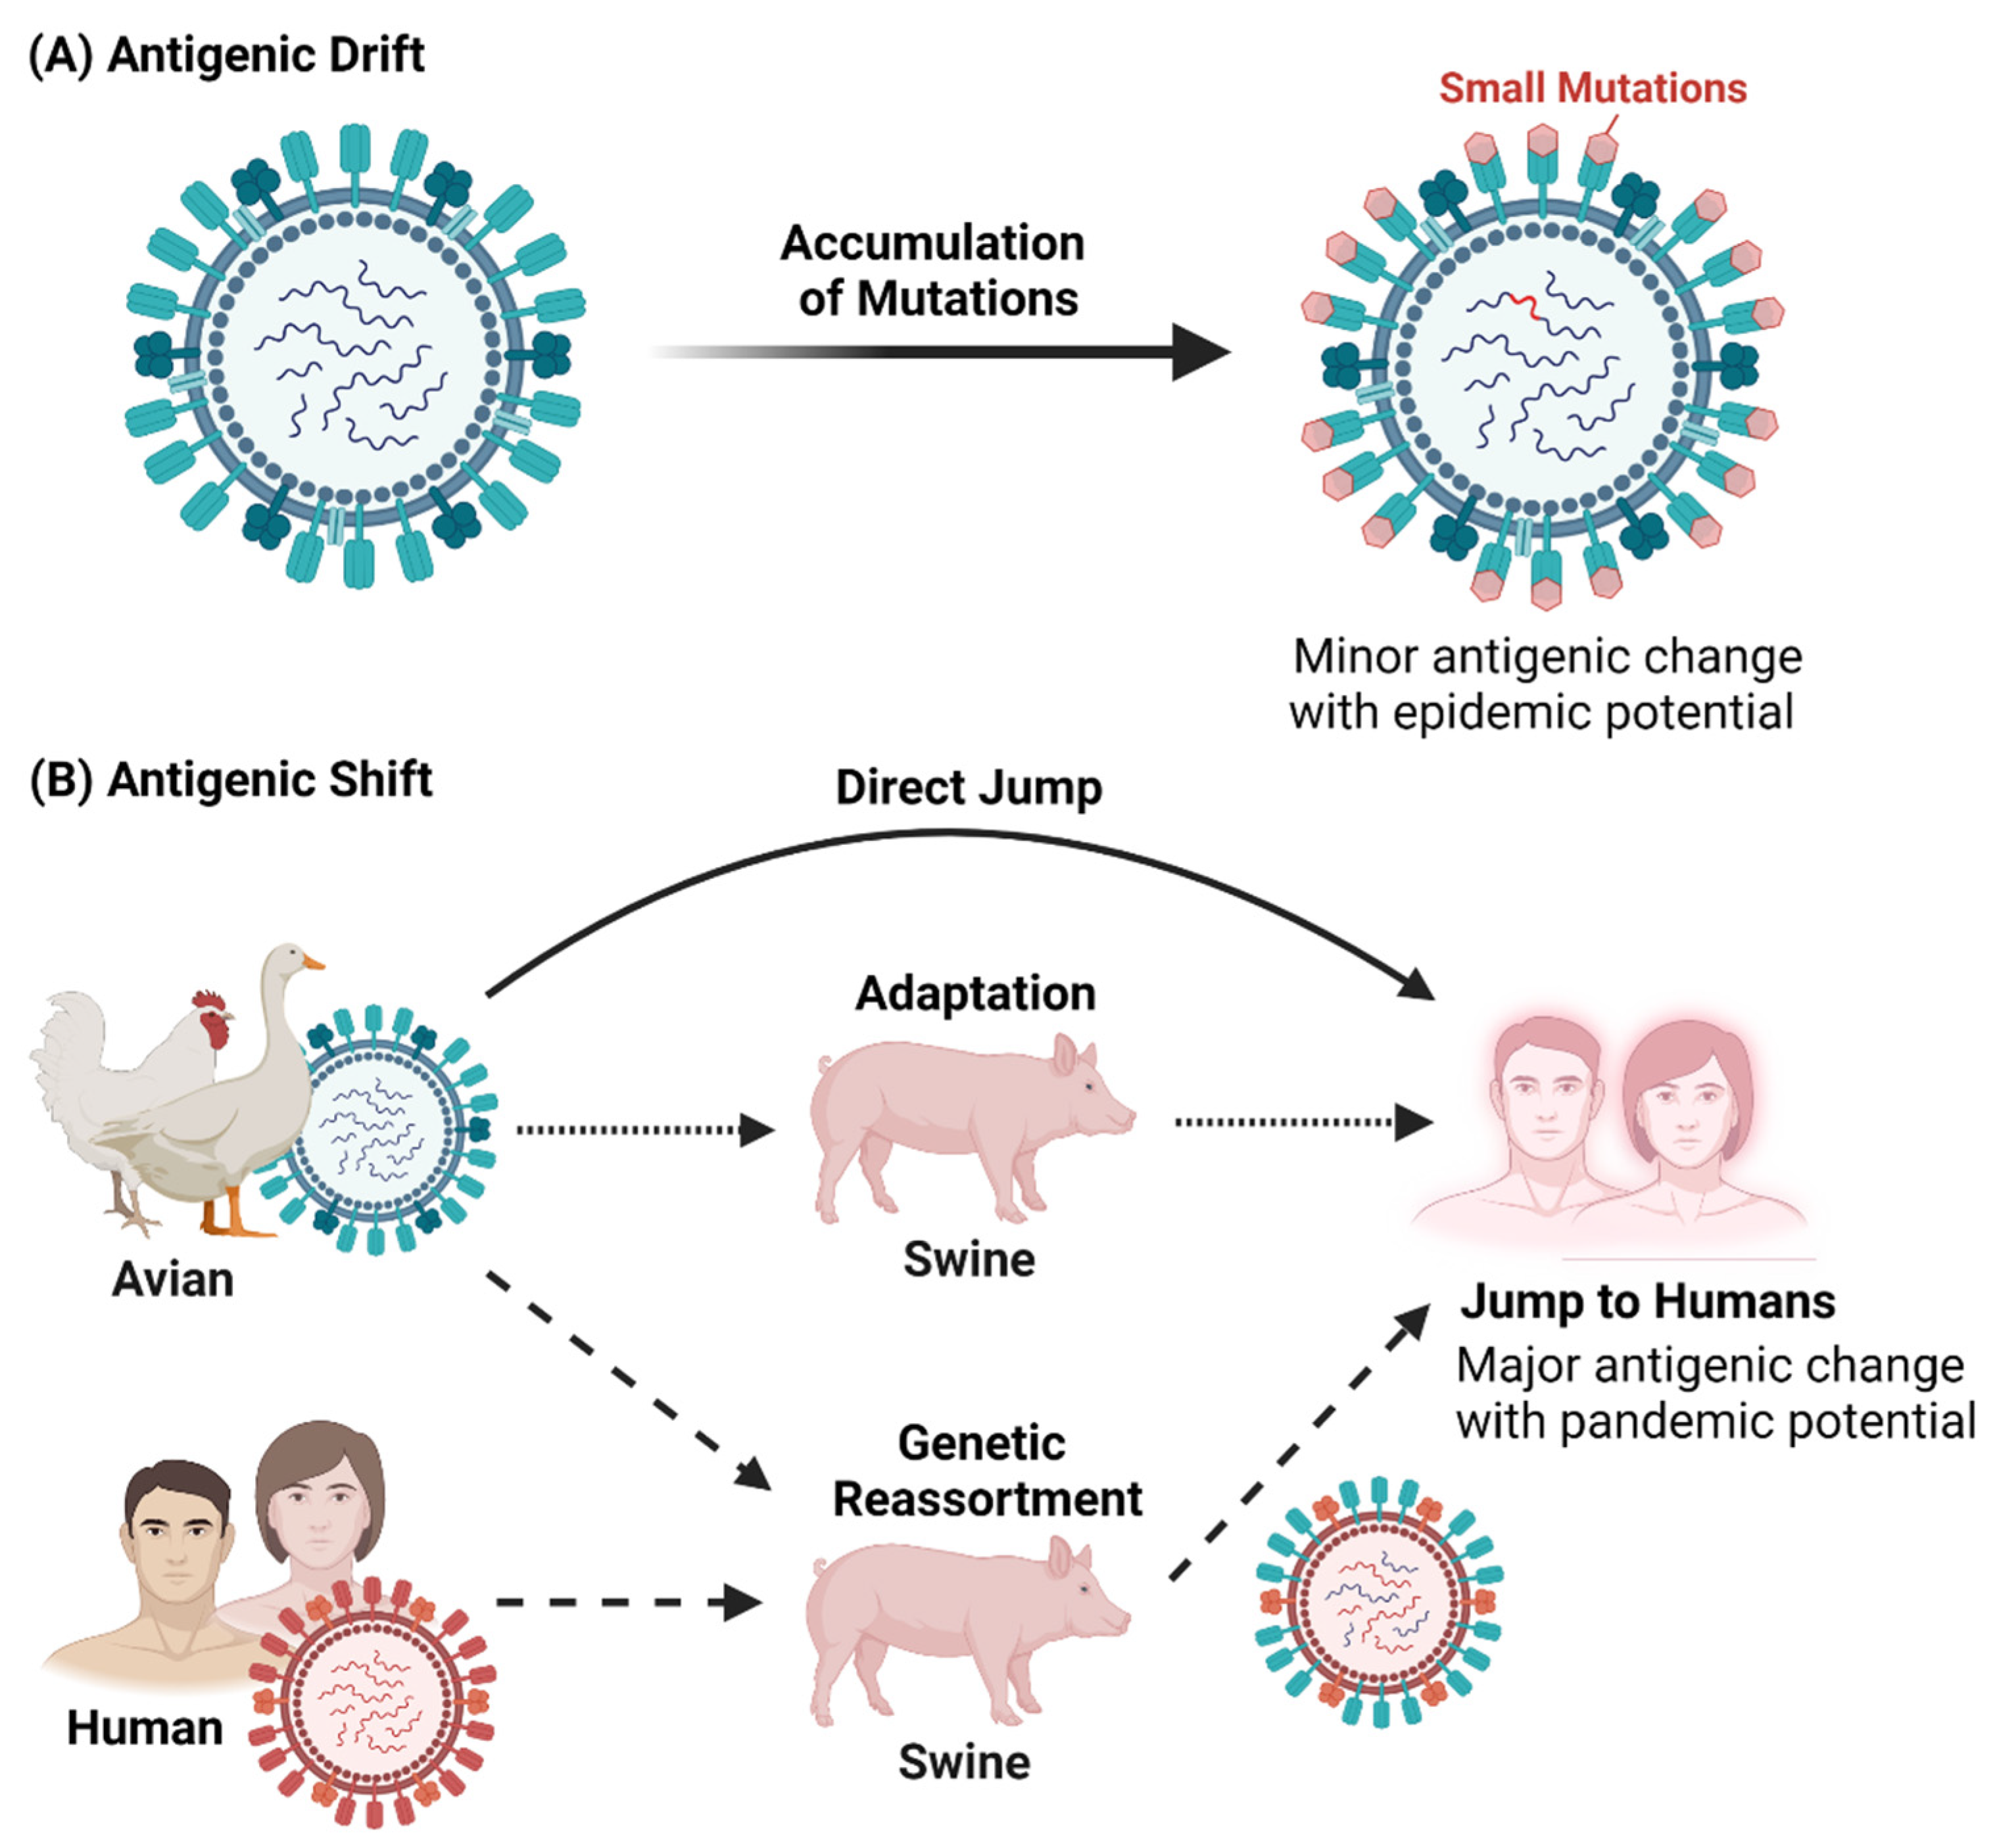 (A) Antigenic Drift
Small Mutations
Accumulation
of Mutations
Minor antigenic change
with epidemic potential
(B) Antigenic Shift
Direct Jump
Adaptation
Avian
Swine
Jump to Humans
Major antigenic change
with pandemic potential
Genetic
Reassortment
Human
Swine